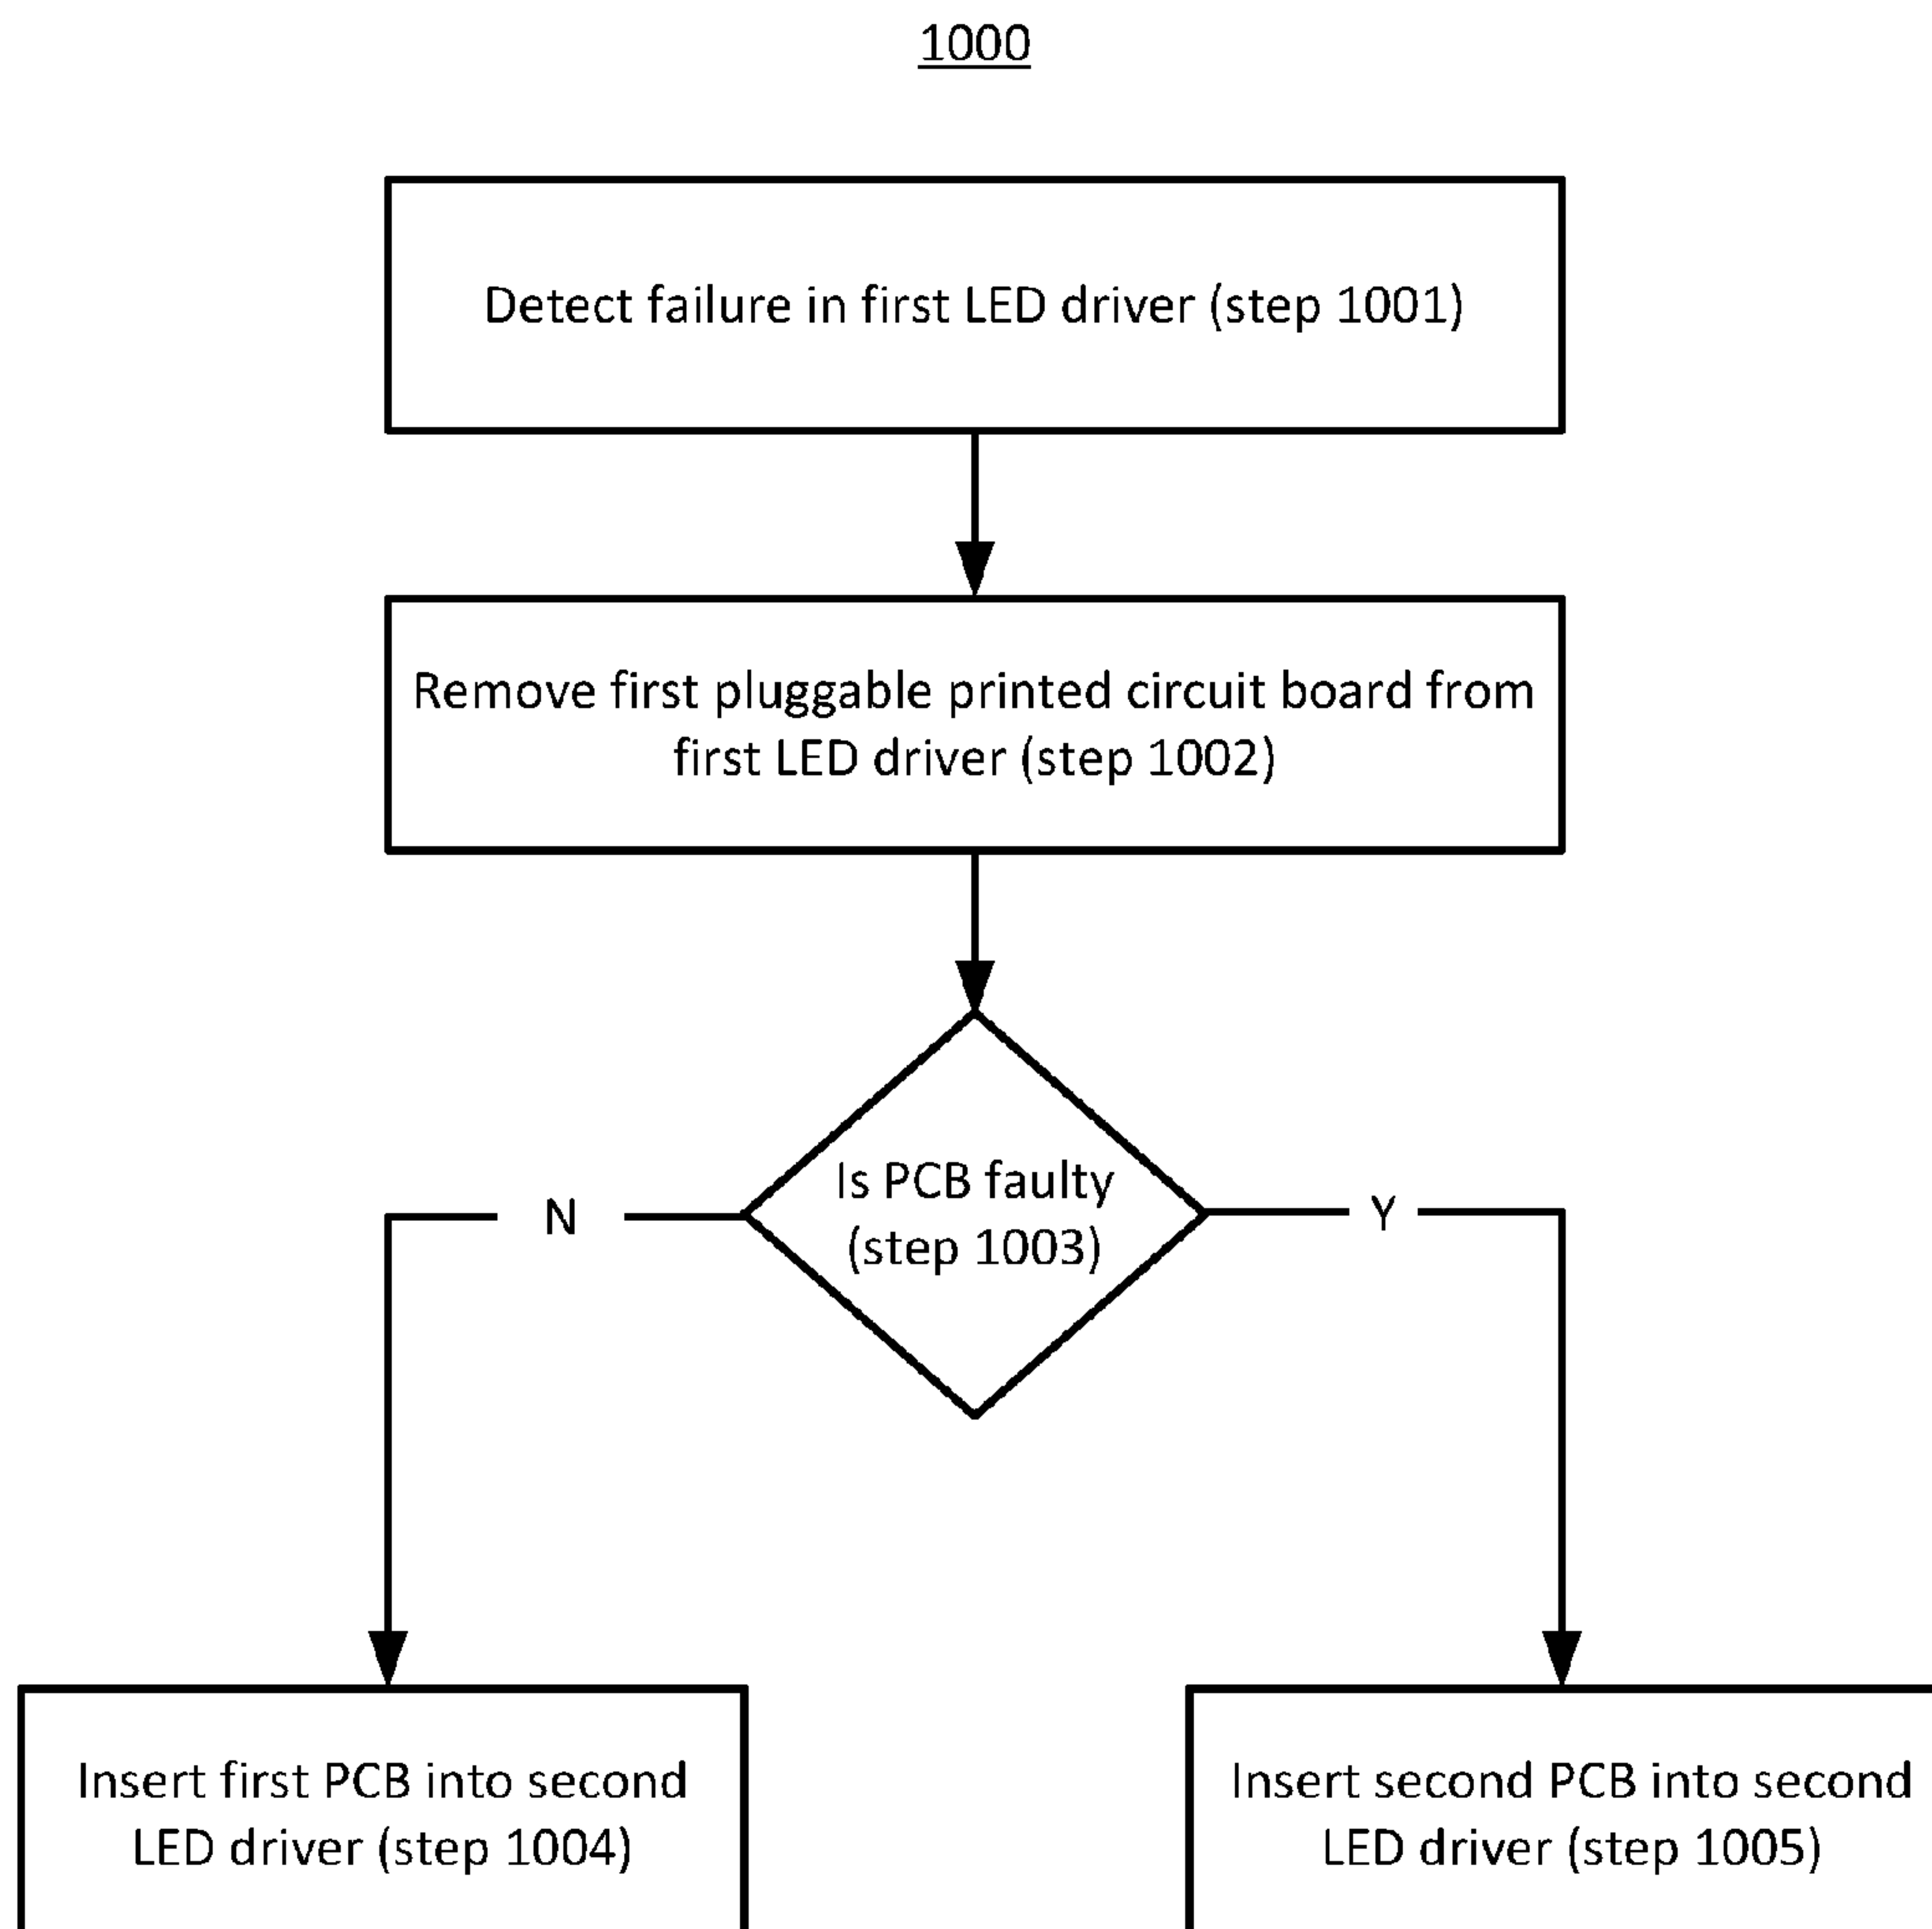 1000
Detect failure in first LED driver (step 1001)
Remove first pluggable printed circuit board from
first LED driver (step 1002)
Is PCB faulty
(step 1003)
N
Y
Insert first PCB into second
LED driver (step 1004)
Insert second PCB into second
LED driver (step 1005)